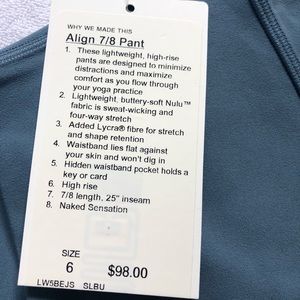 WHY WE MADE THIS
Align 7/8 Pant
1. These lightweight, high-rise
pants are designed to minimize
distractions and maximize
comfort as you flow through
your yoga practice
2. Lightweight, buttery-soft Nulu™
fabric is sweat-wicking and
four-way stretch
3. Added Lycra® fibre for stretch
and shape retention
4. Waistband lies flat against
your skin and won't dig in
5. Hidden waistband pocket holds a
key or card
6. High rise
7. 7/8 length, 25" inseam
8. Naked Sensation
SIZE
6 $98.00
LW5BEJS SLBU